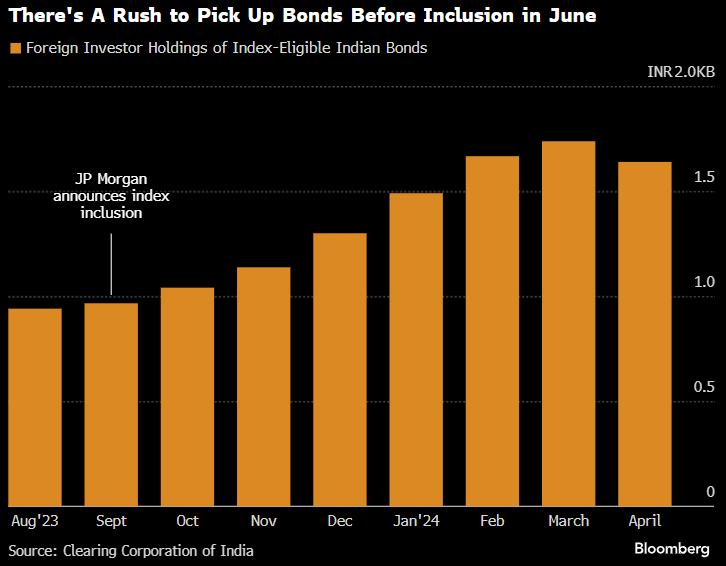 There's A Rush to Pick Up Bonds Before Inclusion in June
Foreign Investor Holdings of Index-Eligible Indian Bonds
INR2.0KB
JP Morgan
announces index
inclusion
1.5
1.0
0.5
0
Aug'23 Sept Oct Nov Dec Jan'24 Feb March April
Source: Clearing Corporation of India
Bloomberg